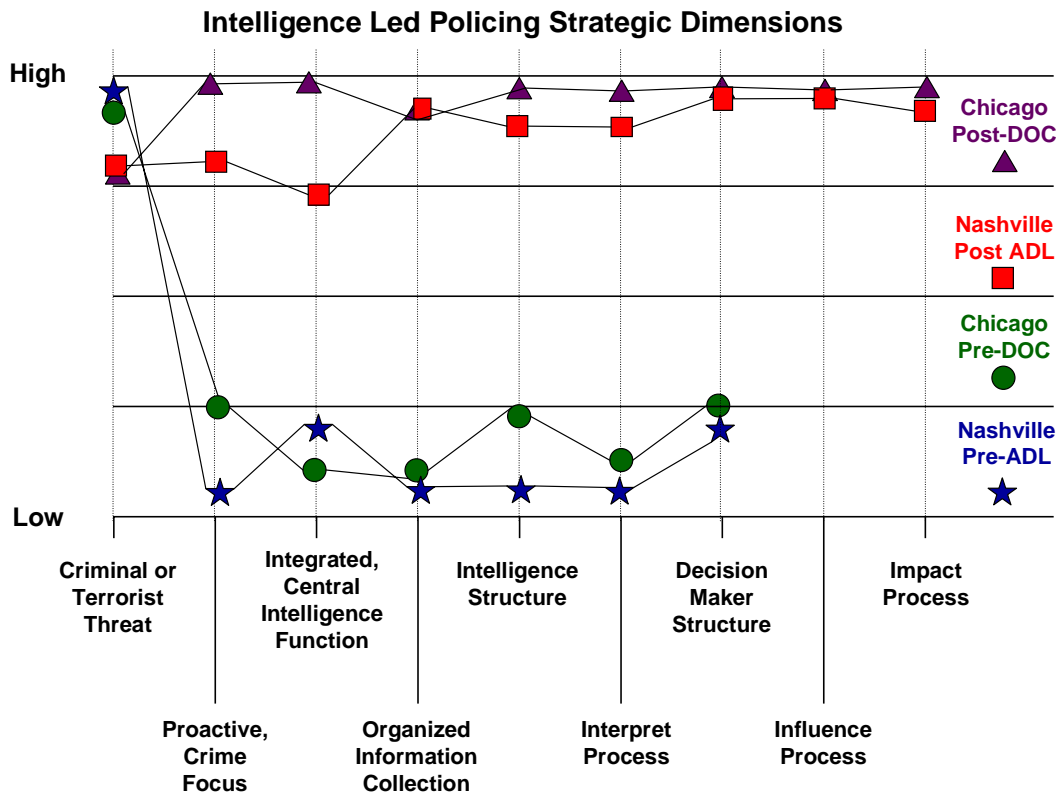 Intelligence Led Policing Strategic Dimensions
High
Chicago
Post-DOC
Nashville
Post ADL
Chicago
Pre-DOC
Nashville
Pre-ADL
Low
Criminal or
Terrorist
Threat
Integrated,
Central
Intelligence
Function
Intelligence
Structure
Decision
Maker
Structure
Impact
Process
Proactive,
Crime
Focus
Organized
Information
Collection
Interpret
Process
Influence
Process